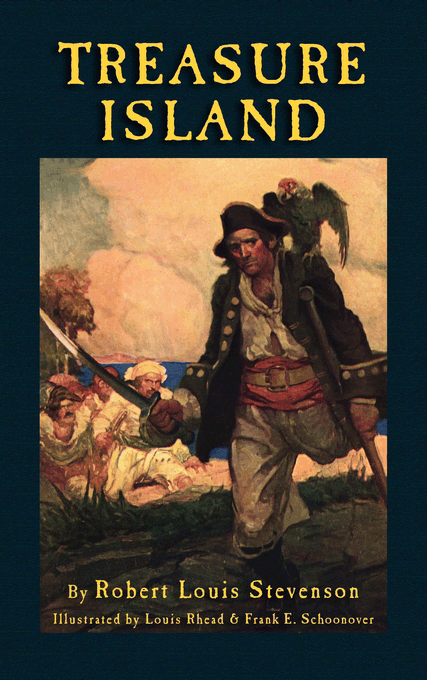 TREASURE
ISLAND
By Robert Louis Stevenson
Illustrated by Louis Rhead & Frank E. Schoonover